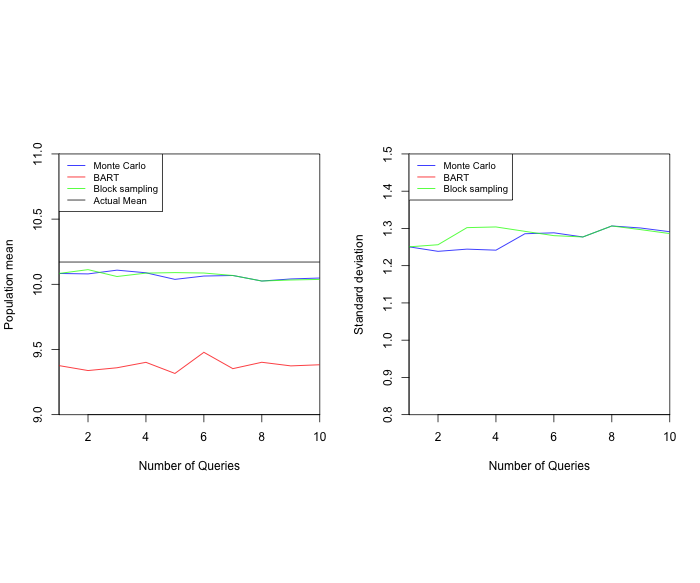 Monte Carlo
BART
Block sampling
Actual Mean
Population mean
11.0
10.5
10.0
9.5
9.0
2 4 6 8 10
Number of Queries
Monte Carlo
BART
Block sampling
Standard deviation
1.5
1.4
1.3
1.2
1.1
1.0
0.9
0.8
2 4 6 8 10
Number of Queries